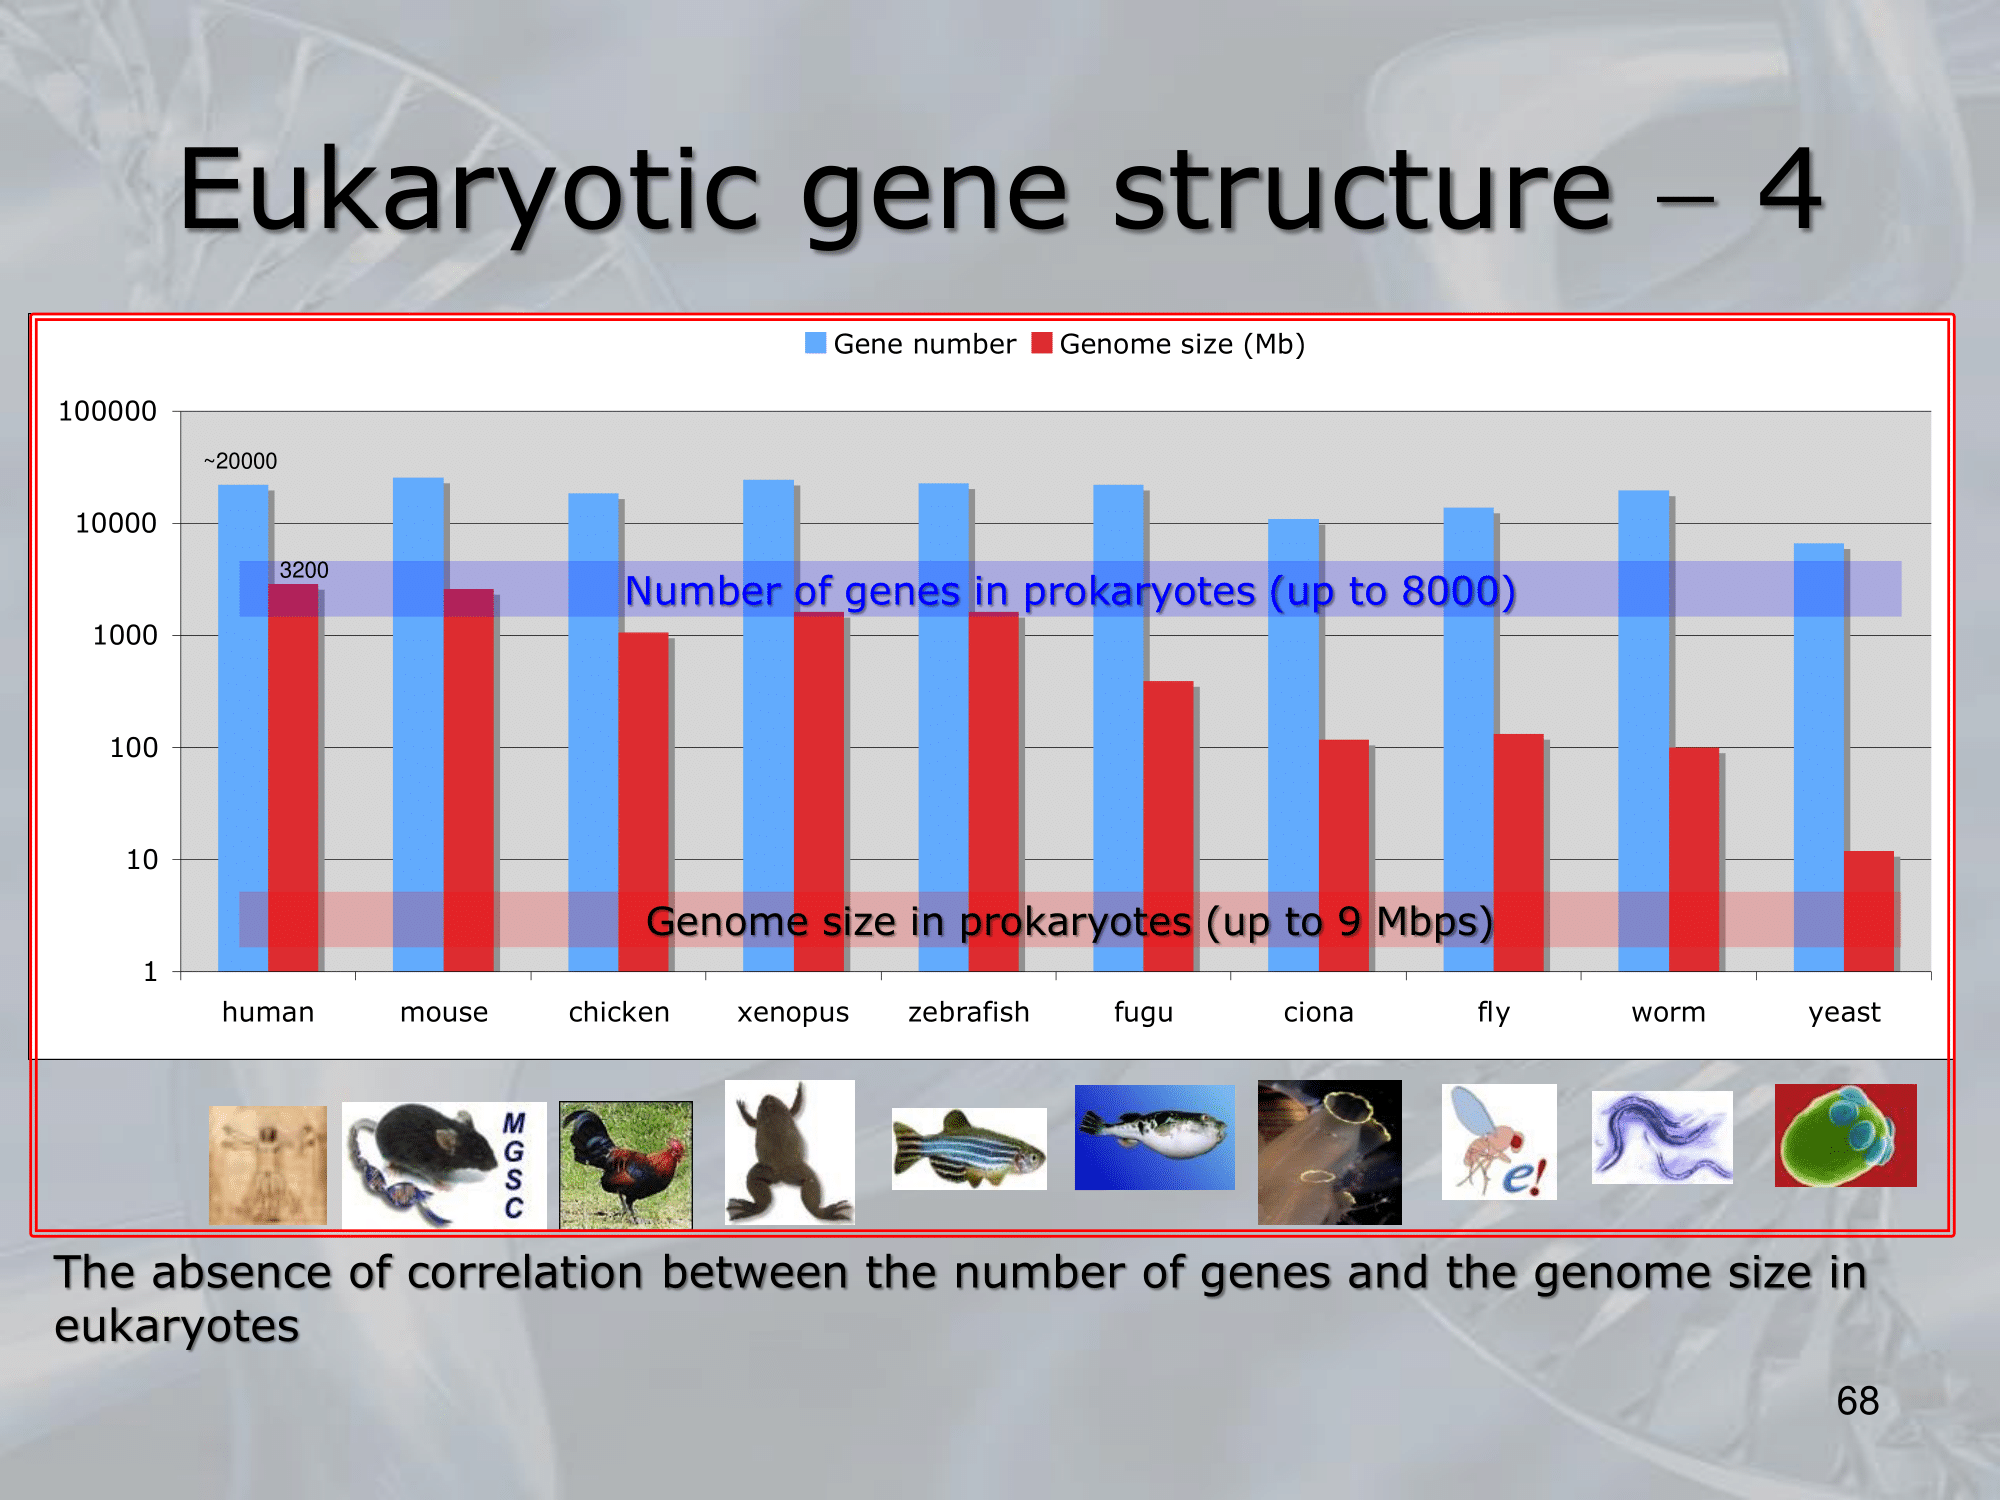 Eukaryotic gene structure – 4
Gene number Genome size (Mb)
100000
~20000
10000
3200
Number of genes in prokaryotes (up to 8000)
1000
100
10
Genome size in prokaryotes (up to 9 Mbps)
1
human mouse chicken xenopus zebrafish fugu ciona fly worm yeast
MGSC
e!
The absence of correlation between the number of genes and the genome size in
eukaryotes
68